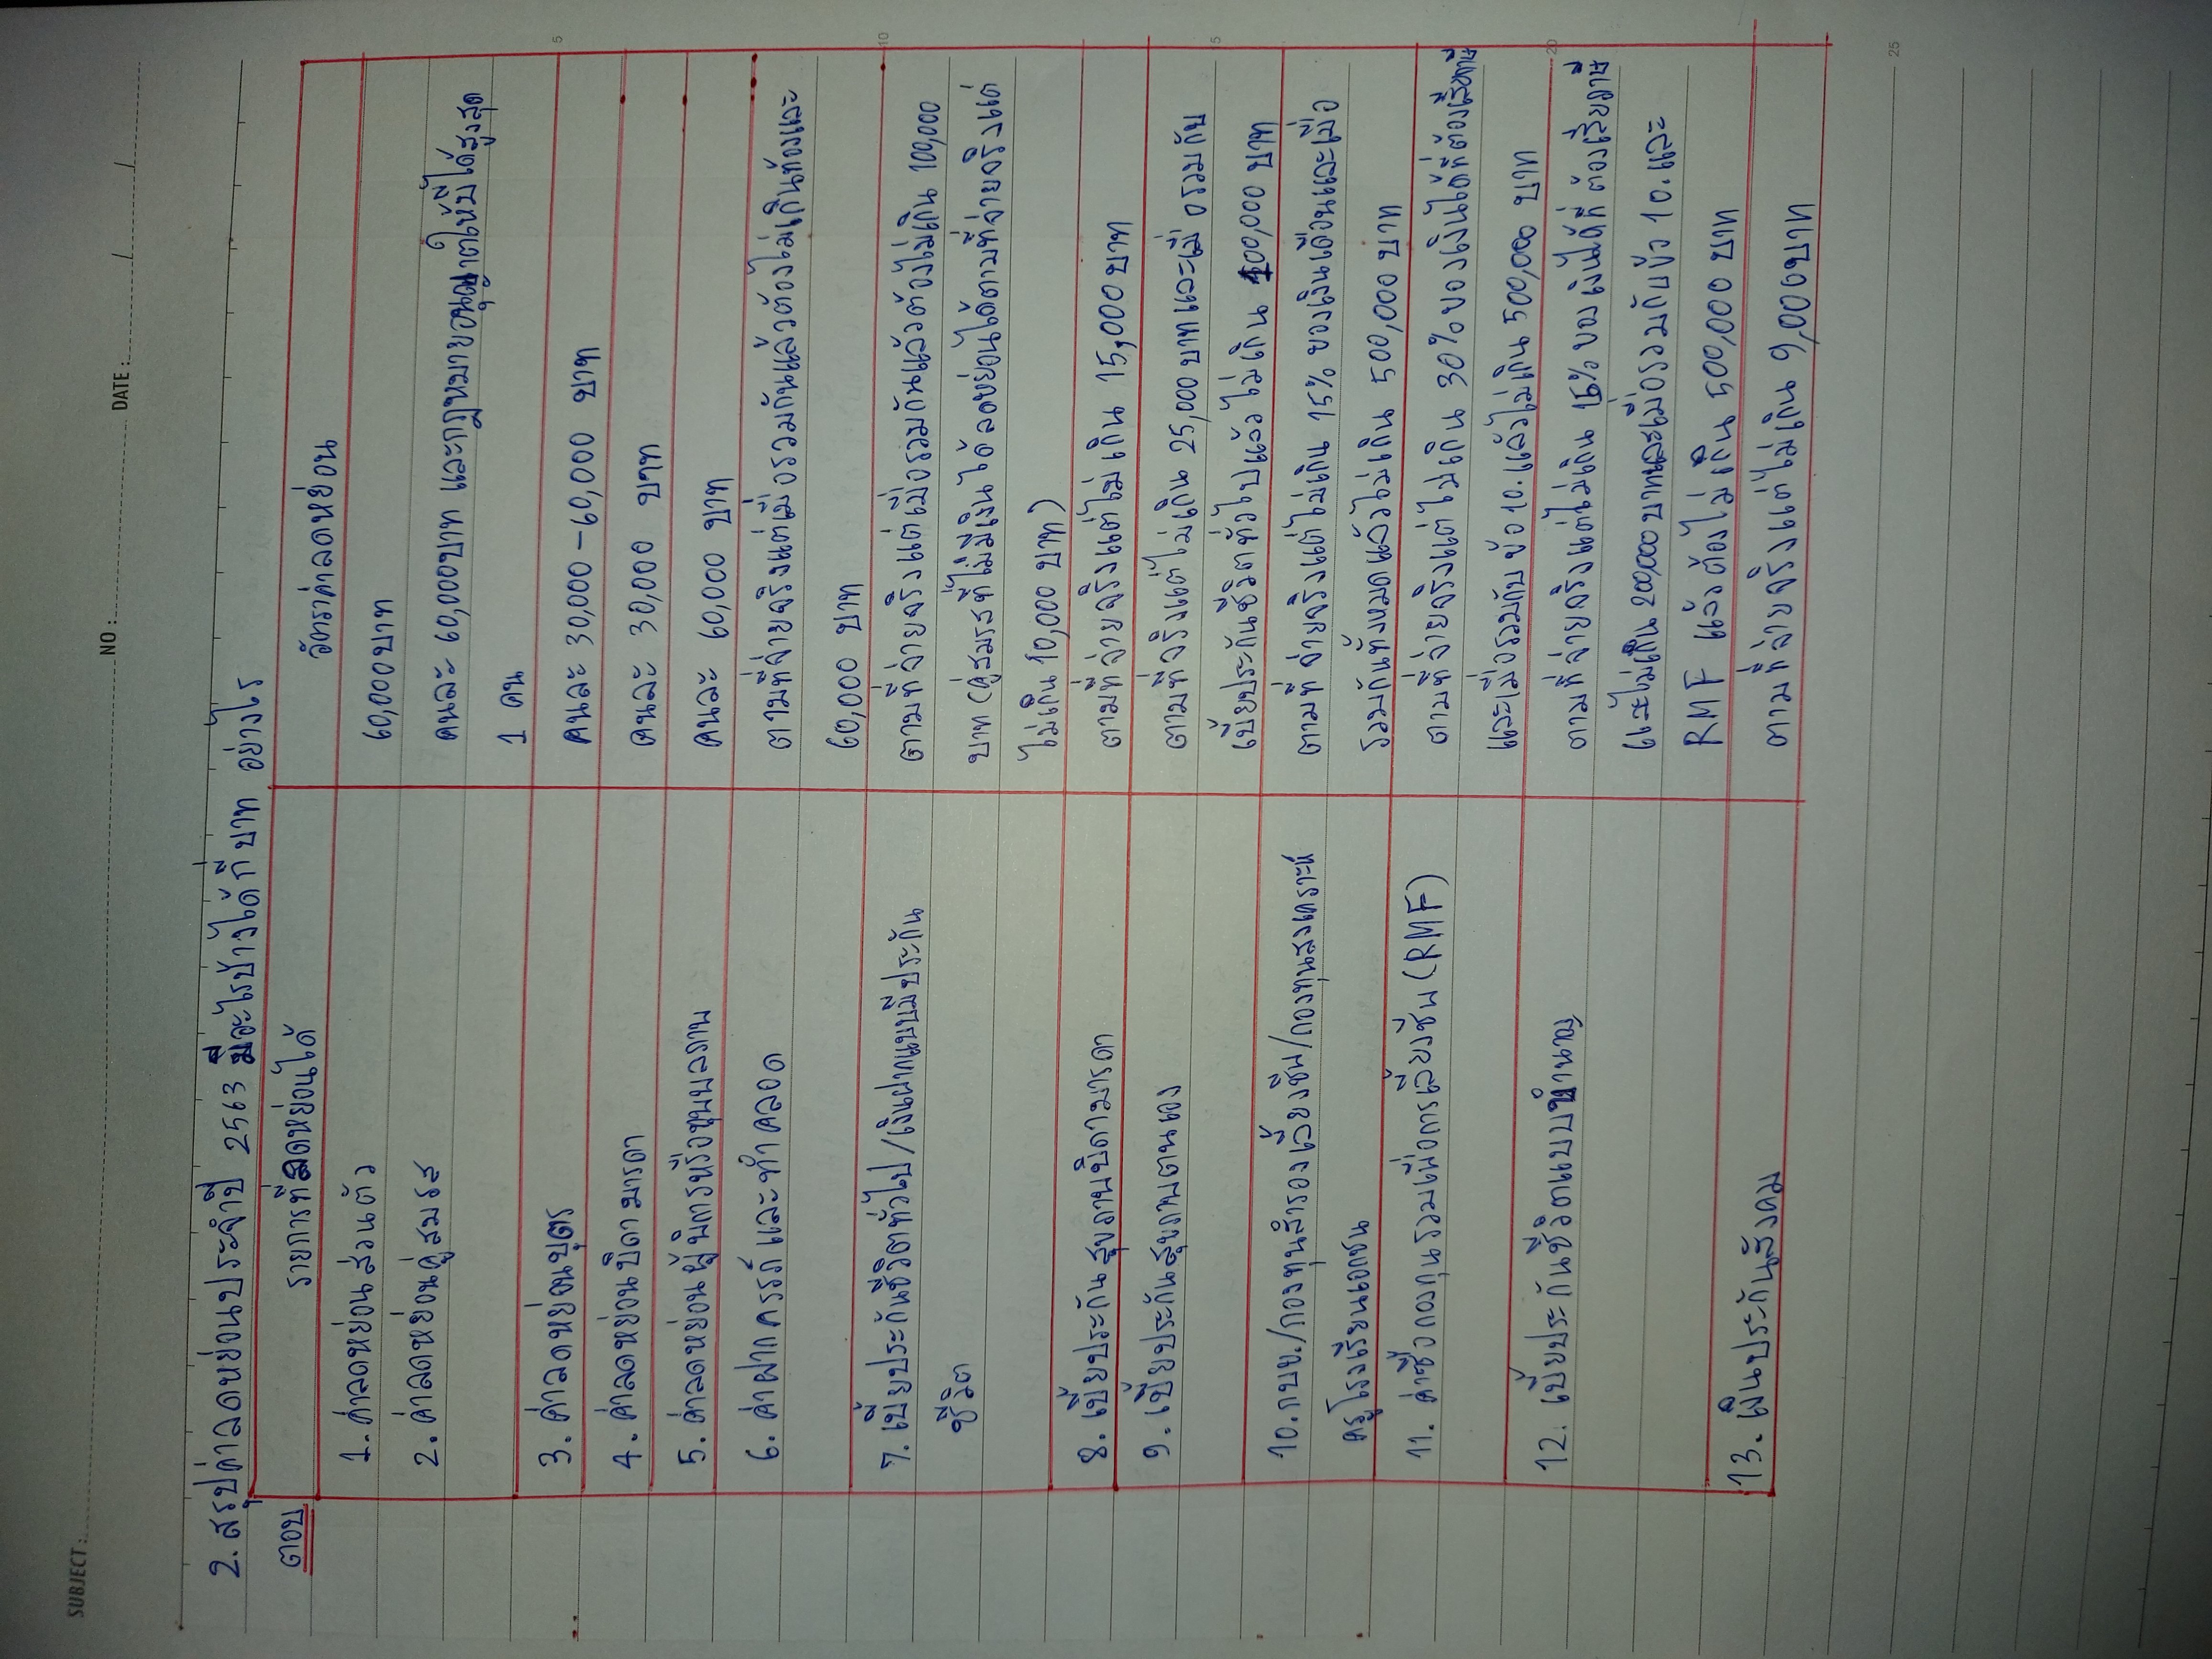 SUBJECT : NO : DATE : / /
2. สรุปค่าลดหย่อนประจำปี 2563 มีอะไรบ้างได้กี่บาท อย่างไร
ตอบ รายการที่ลดหย่อนได้ อัตราค่าลดหย่อน
1. ค่าลดหย่อนส่วนตัว 60,000 บาท
2. ค่าลดหย่อนคู่สมรส คนละ 60,000 บาท และกฎหมายอนุญาตให้มีได้สูงสุด
1 คน
5
3. ค่าลดหย่อนบุตร คนละ 30,000 – 60,000 บาท
4. ค่าลดหย่อนบิดามารดา คนละ 30,000 บาท
5. ค่าลดหย่อนผู้พิการหรือทุพพลภาพ คนละ 60,000 บาท
6. ค่าฝากครรภ์และทำคลอด ตามที่จ่ายจริงแต่เมื่อรวมกันแล้วต้องไม่เกินท้องและ
60,000 บาท
10
7. เบี้ยประกันชีวิตทั่วไป/เงินฝากแบบมีประกัน ตามที่จ่ายจริงแต่เมื่อรวมกันแล้วต้องไม่เกิน 100,000
ชีวิต บาท (คู่สมรสที่ไม่มีเงินได้ ลดหย่อนได้ตามที่จ่ายจริงแต่
ไม่เกิน 10,000 บาท)
8. เบี้ยประกันสุขภาพบิดามารดา ตามที่จ่ายจริงแต่ไม่เกิน 15,000 บาท
9. เบี้ยประกันสุขภาพตนเอง ตามที่จริงแต่ไม่เกิน 25,000 บาทและเมื่อรวมกับ
5
เบี้ยประกันชีวิตทั่วไปแล้วไม่เกิน 100,000 บาท
10. กบข./กองทุนสำรองเลี้ยงชีพ/กองทุนสงเคราะห์ ตามที่จ่ายจริงแต่ไม่เกิน 15% ของเงินเดือนและเมื่อ
ครูโรงเรียนเอกชน รวมกันทั้งหมดแล้วไม่เกิน 500,000 บาท
11. ค่าซื้อกองทุนรวมเพื่อการเลี้ยงชีพ (RMF) ตามที่จ่ายจริงแต่ไม่เกิน 30% ของเงินได้ที่ต้องเสียภาษี
และเมื่อรวมกับ ข้อ 10. แล้วไม่เกิน 500,000 บาท
20
12. เบี้ยประกันชีวิตแบบบำนาญ ตามที่จ่ายจริงแต่ไม่เกิน 15% ของเงินได้ที่ ต้องเสียภาษี
และไม่เกิน 200,000 บาทและเมื่อรวมกับข้อ 10. และ
RMF แล้วต้องไม่เกิน 500,000 บาท
13. เงินประกันสังคม ตามที่จ่ายจริงแต่ไม่เกิน 9,000 บาท
25